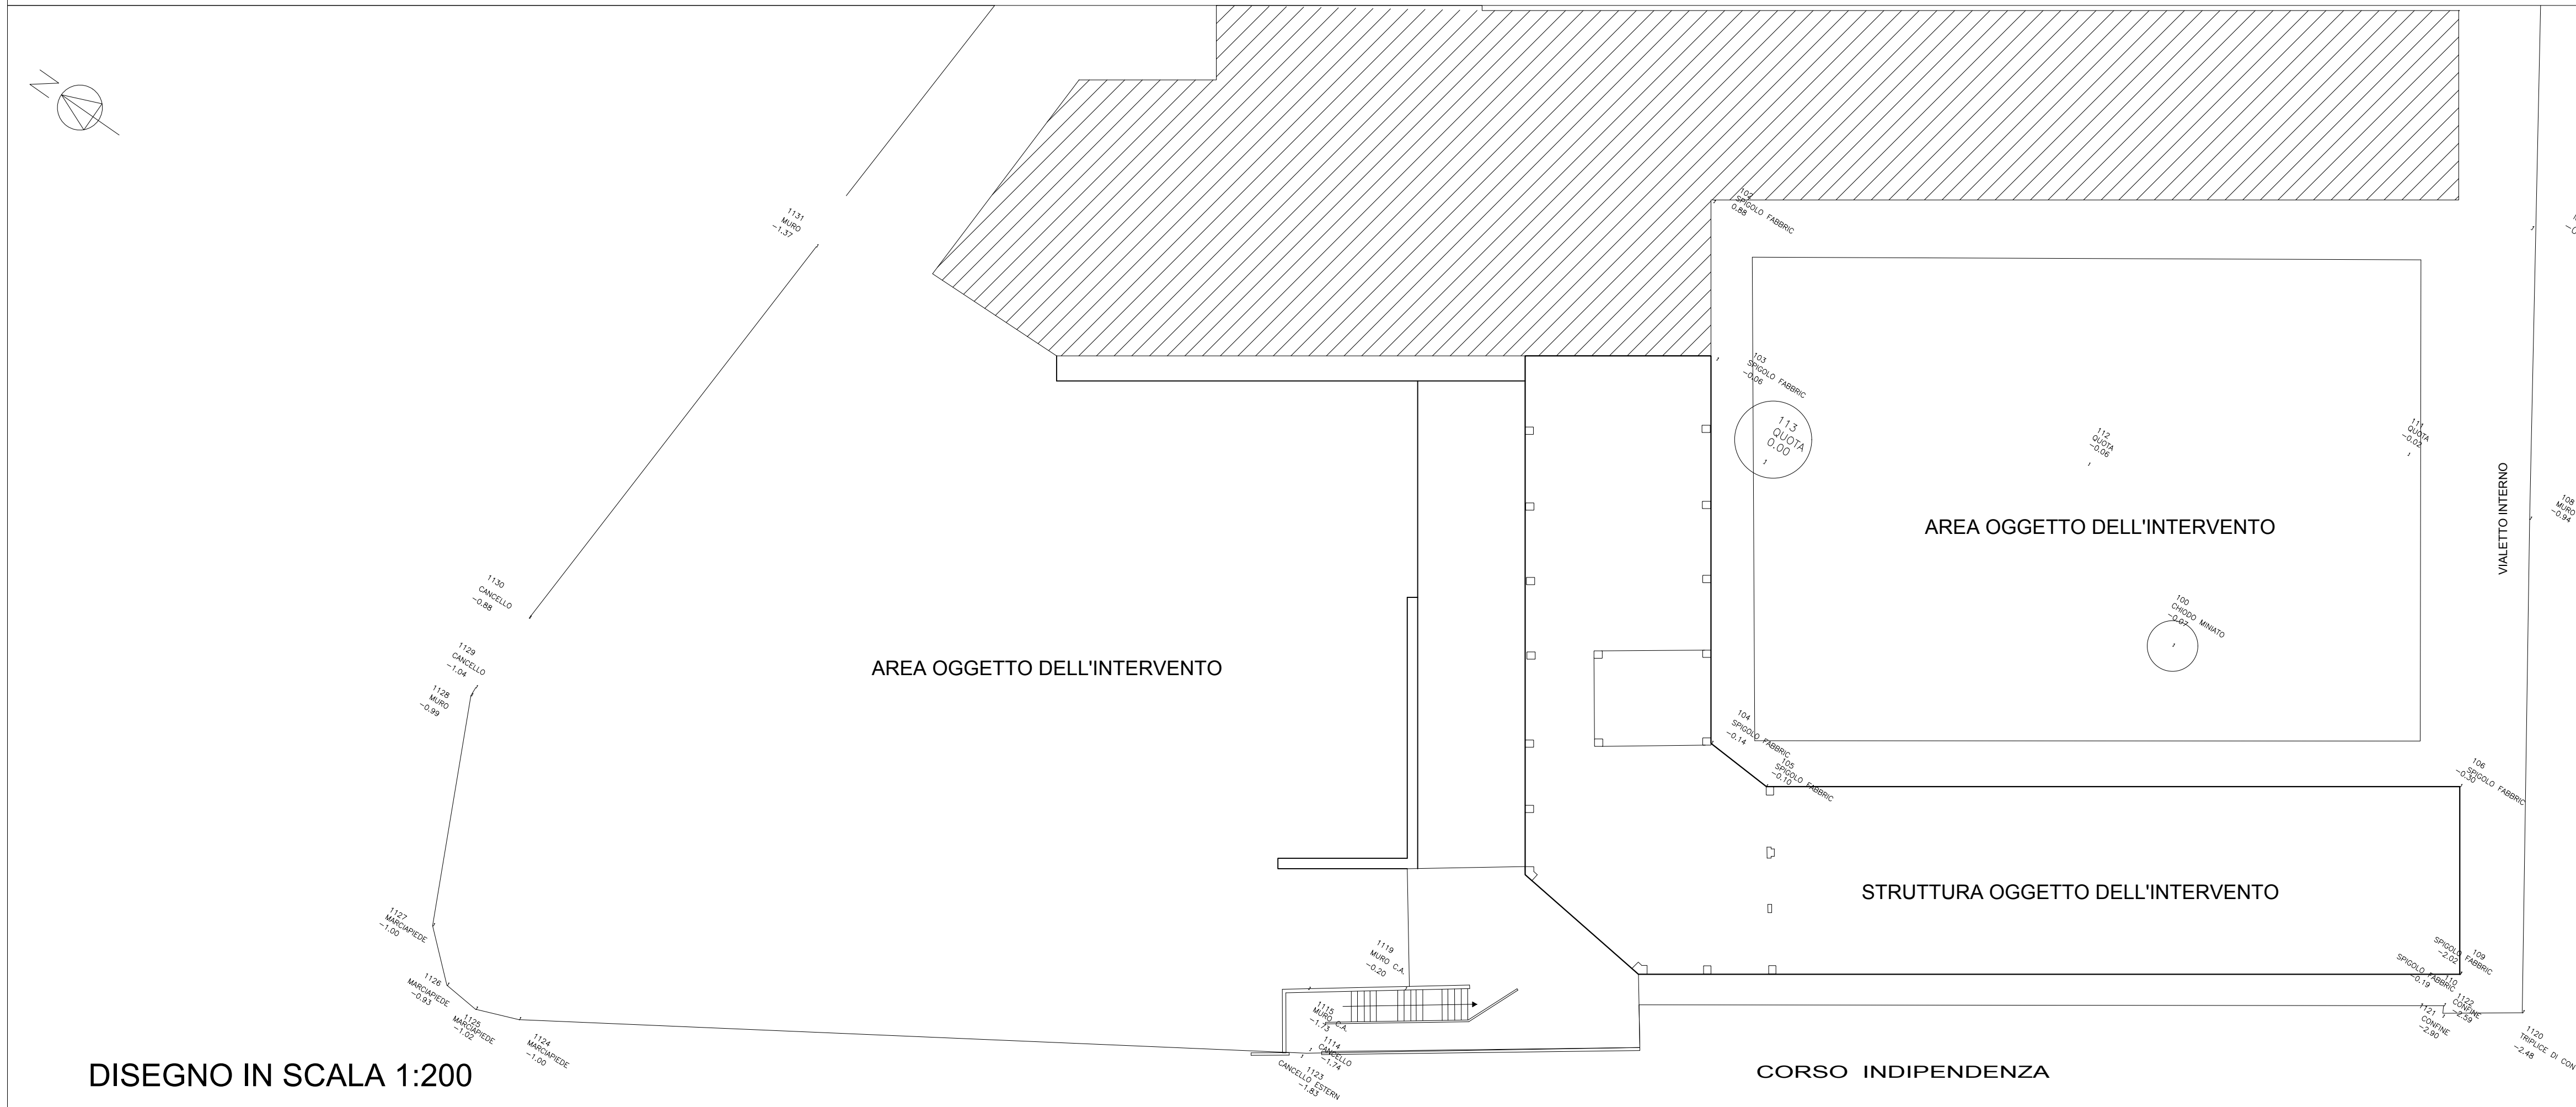 N
1131
MURO
-1.37
102
SPIGOLO FABBRIC
0.88
103
SPIGOLO FABBRIC
-0.06
113
QUOTA
0.00
112
QUOTA
-0.06
111
QUOTA
-0.02
VIALETTO INTERNO
108
MURO
-0.94
AREA OGGETTO DELL'INTERVENTO
100
CHIODO MINIATO
-0.07
1130
CANCELLO
-0.88
1129
CANCELLO
-1.04
1128
MURO
-0.99
AREA OGGETTO DELL'INTERVENTO
104
SPIGOLO FABBRIC
-0.14
105
SPIGOLO FABBRIC
-0.10
106
SPIGOLO FABBRIC
-0.30
STRUTTURA OGGETTO DELL'INTERVENTO
1127
MARCIAPIEDE
-1.00
1126
MARCIAPIEDE
-0.93
1125
MARCIAPIEDE
-1.02
1124
MARCIAPIEDE
-1.00
1119
MURO C.A.
-0.20
1115
MURO C.A.
-1.73
1114
CANCELLO
-1.74
1123
CANCELLO ESTERN
-1.83
109
SPIGOLO FABBRIC
-2.02
110
SPIGOLO FABBRIC
-0.19
1122
CONFINE
-2.59
1121
CONFINE
-2.90
1120
TRIPLICE DI CON
-2.48
DISEGNO IN SCALA 1:200
CORSO INDIPENDENZA